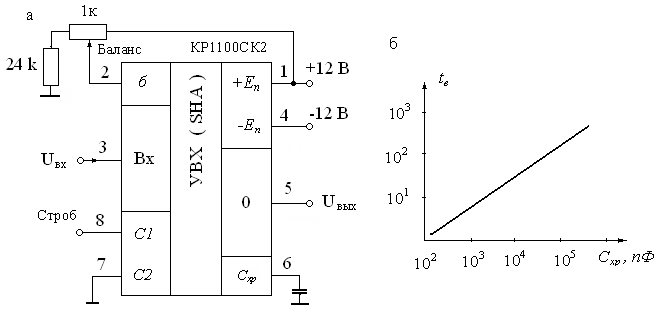 а
1к
Баланс
КР1100СК2
24 k
2
б
1
+12 В
+Eп
-12 В
4
-Eп
УВХ ( SHA )
3
Uвх
Вх
5
0
Uвых
Строб
8
C1
7
C2
6
Cхр
б
tв
10³
10²
10¹
10²
10³
10⁴
10⁵
Cхр, пФ